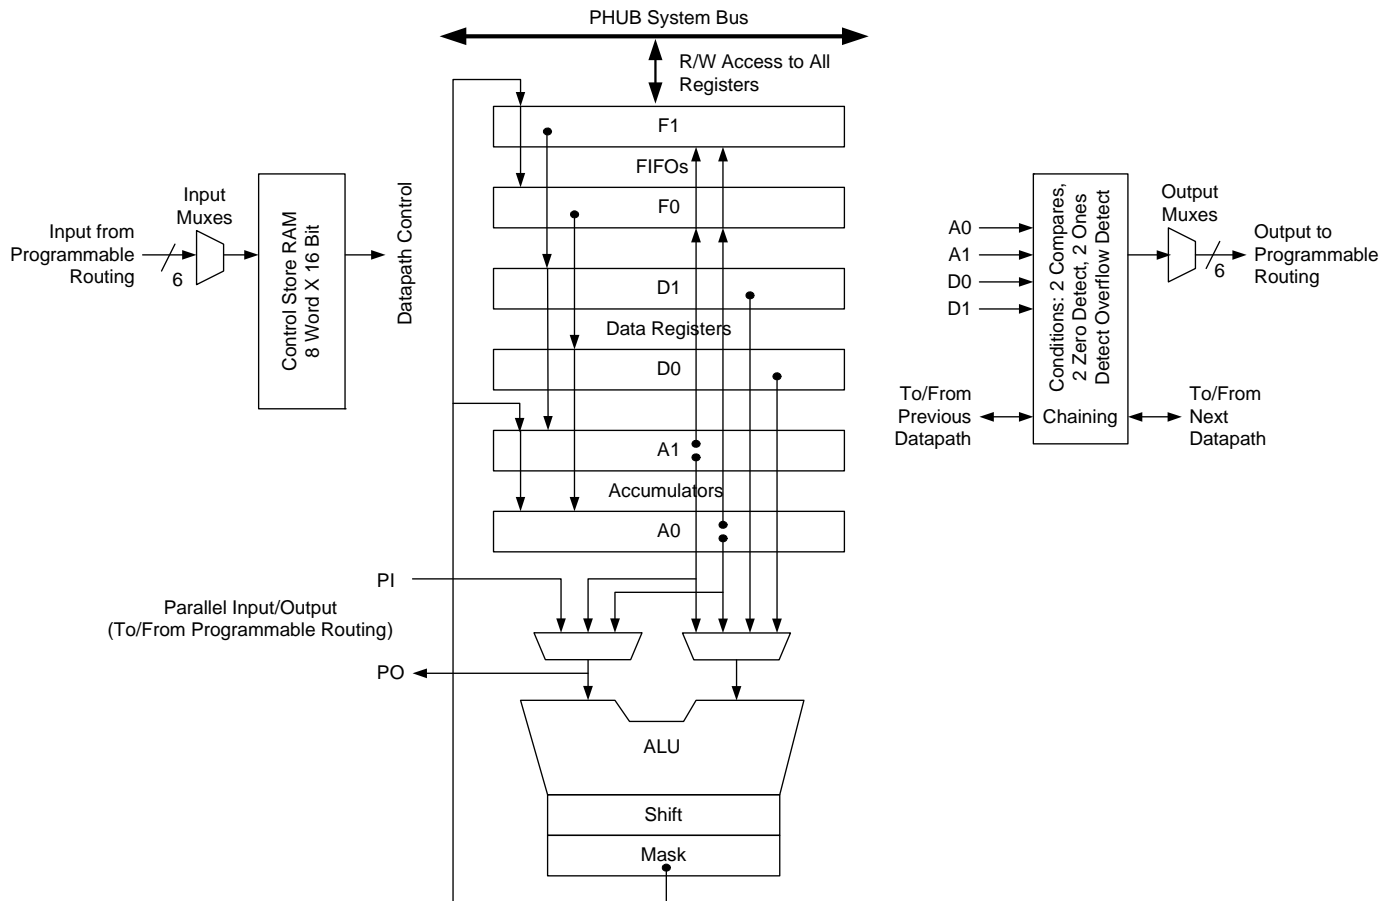 PHUB System Bus
R/W Access to All
Registers
F1
FIFOs
F0
D1
Data Registers
D0
A1
Accumulators
A0
Input from
Programmable
Routing
6
Input
Muxes
Control Store RAM
8 Word X 16 Bit
Datapath Control
PI
Parallel Input/Output
(To/From Programmable Routing)
PO
ALU
Shift
Mask
A0
A1
D0
D1
Conditions: 2 Compares,
2 Zero Detect, 2 Ones
Detect Overflow Detect
Output
Muxes
6
Output to
Programmable
Routing
To/From
Previous
Datapath
Chaining
To/From
Next
Datapath